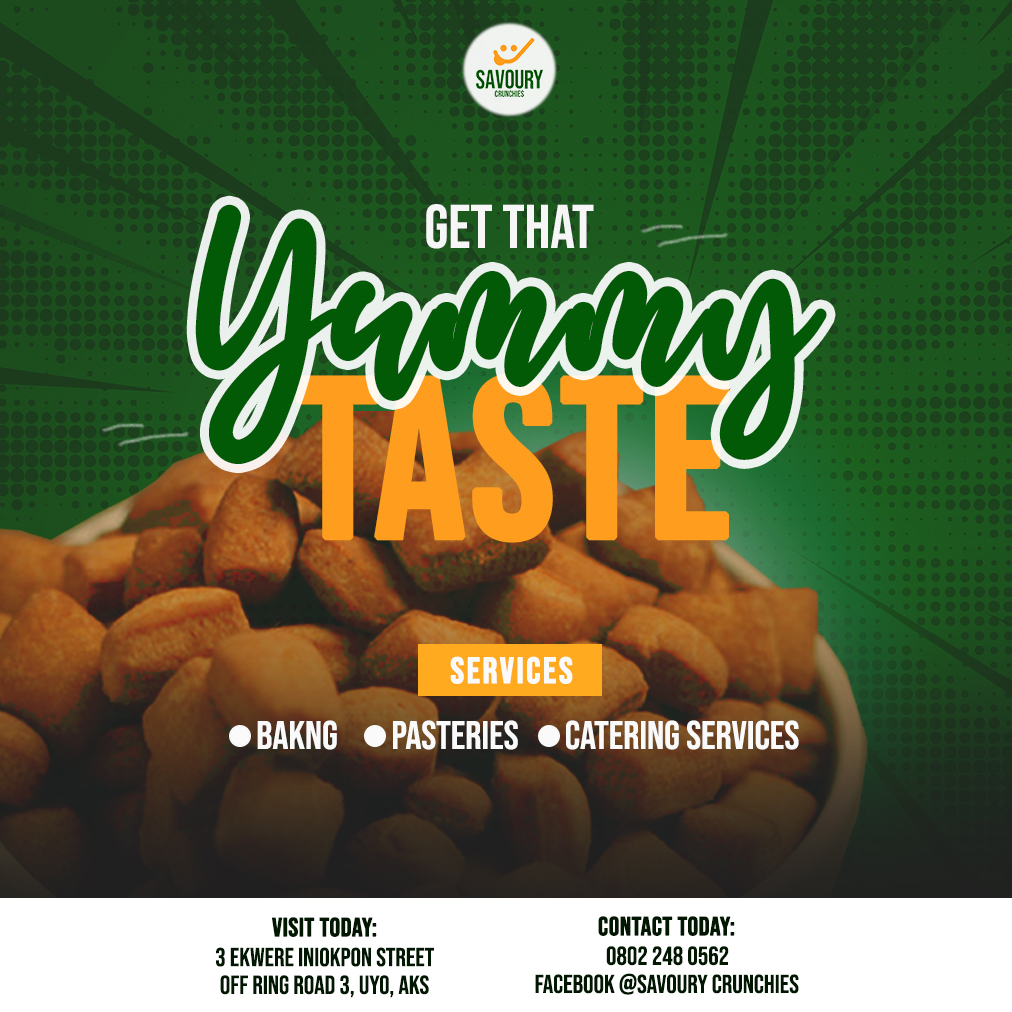 SAVOURY
CRUNCHIES
GET THAT
Yummy
TASTE
SERVICES
BAKNG PASTERIES CATERING SERVICES
VISIT TODAY:
3 EKWERE INIOKPON STREET
OFF RING ROAD 3, UYO, AKS
CONTACT TODAY:
0802 248 0562
FACEBOOK @SAVOURY CRUNCHIES